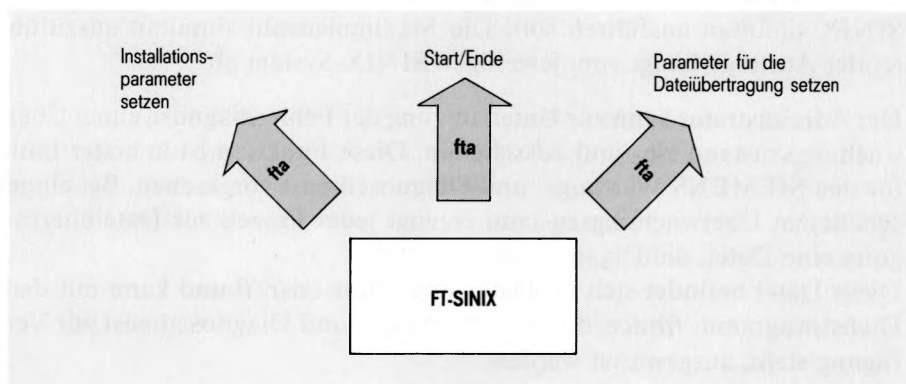 Installations-
parameter
setzen
Start/Ende
Parameter für die
Dateiübertragung setzen
fta
fta
fta
FT-SINIX